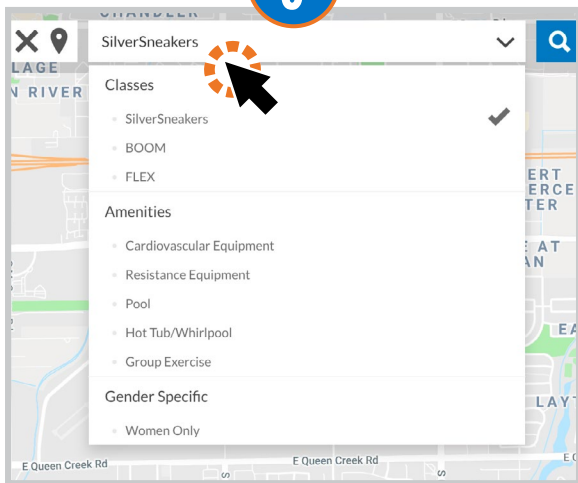 CHANDLER
SilverSneakers
LAGE
N RIVER
Classes
SilverSneakers
BOOM
FLEX
ERT
ERCE
TER
Amenities
Cardiovascular Equipment
E AT
AN
Resistance Equipment
Pool
Hot Tub/Whirlpool
EA
Group Exercise
Gender Specific
LAY
Women Only
E Queen Creek Rd
E Queen Creek Rd
S
S